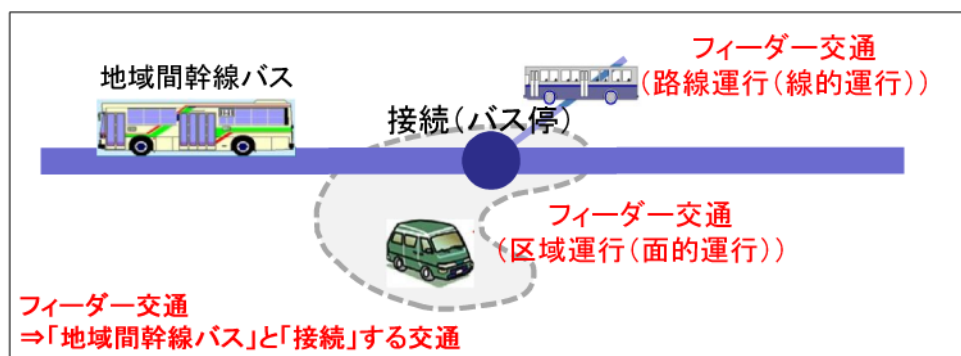 地域間幹線バス
フィーダー交通
(路線運行(線的運行))
接続(バス停)
フィーダー交通
(区域運行(面的運行))
フィーダー交通
⇒「地域間幹線バス」と「接続」する交通